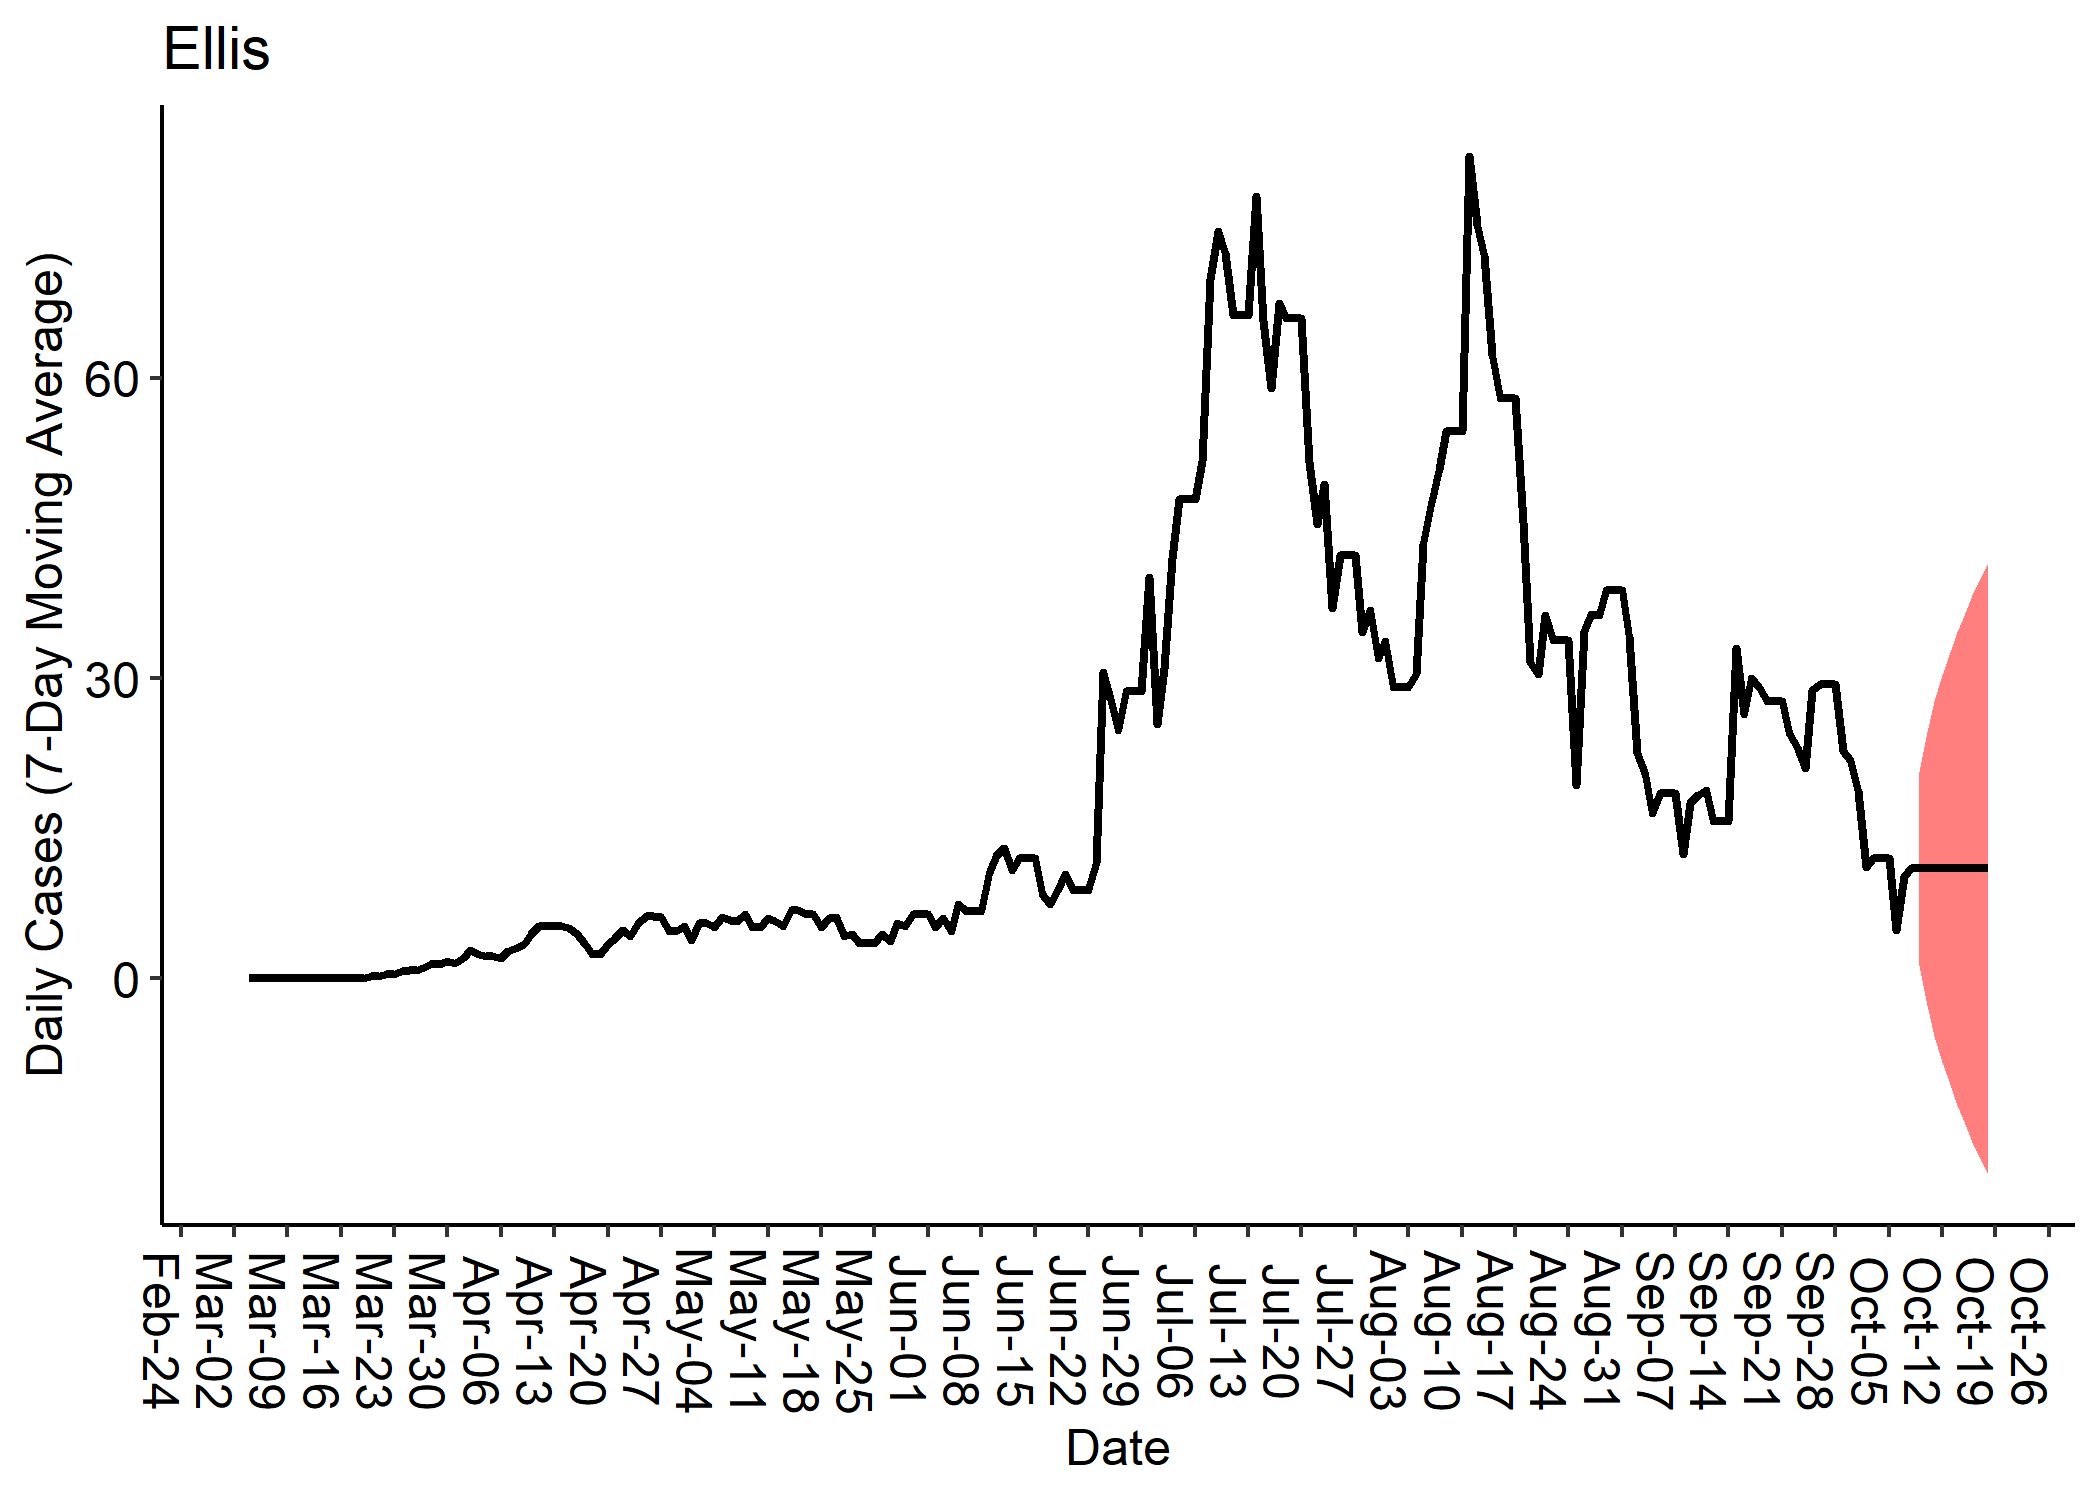 Ellis
Daily Cases (7-Day Moving Average)
60
30
0
Feb-24
Mar-02
Mar-09
Mar-16
Mar-23
Mar-30
Apr-06
Apr-13
Apr-20
Apr-27
May-04
May-11
May-18
May-25
Jun-01
Jun-08
Jun-15
Jun-22
Jun-29
Jul-06
Jul-13
Jul-20
Jul-27
Aug-03
Aug-10
Aug-17
Aug-24
Aug-31
Sep-07
Sep-14
Sep-21
Sep-28
Oct-05
Oct-12
Oct-19
Oct-26
Date